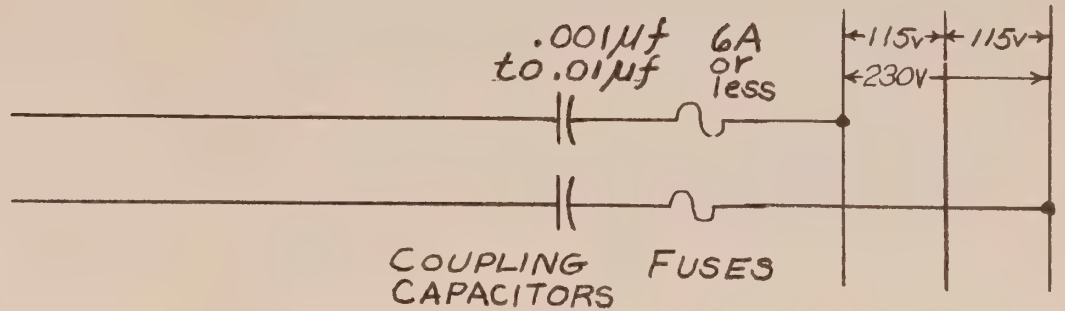 .001µf
to .01µf
6A
or
less
115v
115v
230V
COUPLING
CAPACITORS
FUSES